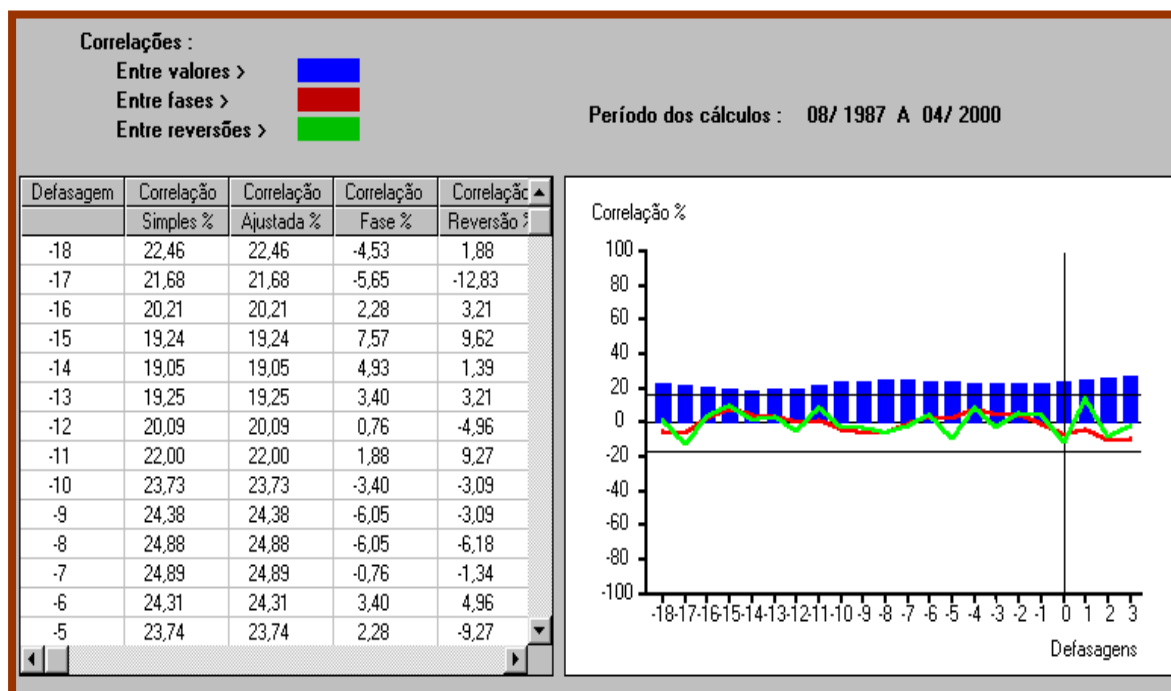 Correlações :
Entre valores >
Entre fases >
Entre reversões >
Período dos cálculos : 08/ 1987 A 04/ 2000
Defasagem Correlação Correlação Correlação Correlação
Simples % Ajustada % Fase % Reversão %
-18 22,46 22,46 -4,53 1,88
-17 21,68 21,68 -5,65 -12,83
-16 20,21 20,21 2,28 3,21
-15 19,24 19,24 7,57 9,62
-14 19,05 19,05 4,93 1,39
-13 19,25 19,25 3,40 3,21
-12 20,09 20,09 0,76 -4,96
-11 22,00 22,00 1,88 9,27
-10 23,73 23,73 -3,40 -3,09
-9 24,38 24,38 -6,05 -3,09
-8 24,88 24,88 -6,05 -6,18
-7 24,89 24,89 -0,76 -1,34
-6 24,31 24,31 3,40 4,96
-5 23,74 23,74 2,28 -9,27
Correlação %
100
80
60
40
20
0
-20
-40
-60
-80
-100
-18 -17 -16 -15 -14 -13 -12 -11 -10 -9 -8 -7 -6 -5 -4 -3 -2 -1 0 1 2 3
Defasagens